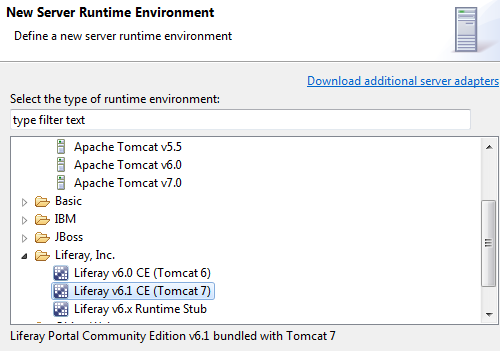 New Server Runtime Environment
Define a new server runtime environment
Download additional server adapters
Select the type of runtime environment:
type filter text
Apache Tomcat v5.5
Apache Tomcat v6.0
Apache Tomcat v7.0
Basic
IBM
JBoss
Liferay, Inc.
Liferay v6.0 CE (Tomcat 6)
Liferay v6.1 CE (Tomcat 7)
Liferay v6.x Runtime Stub
Liferay Portal Community Edition v6.1 bundled with Tomcat 7